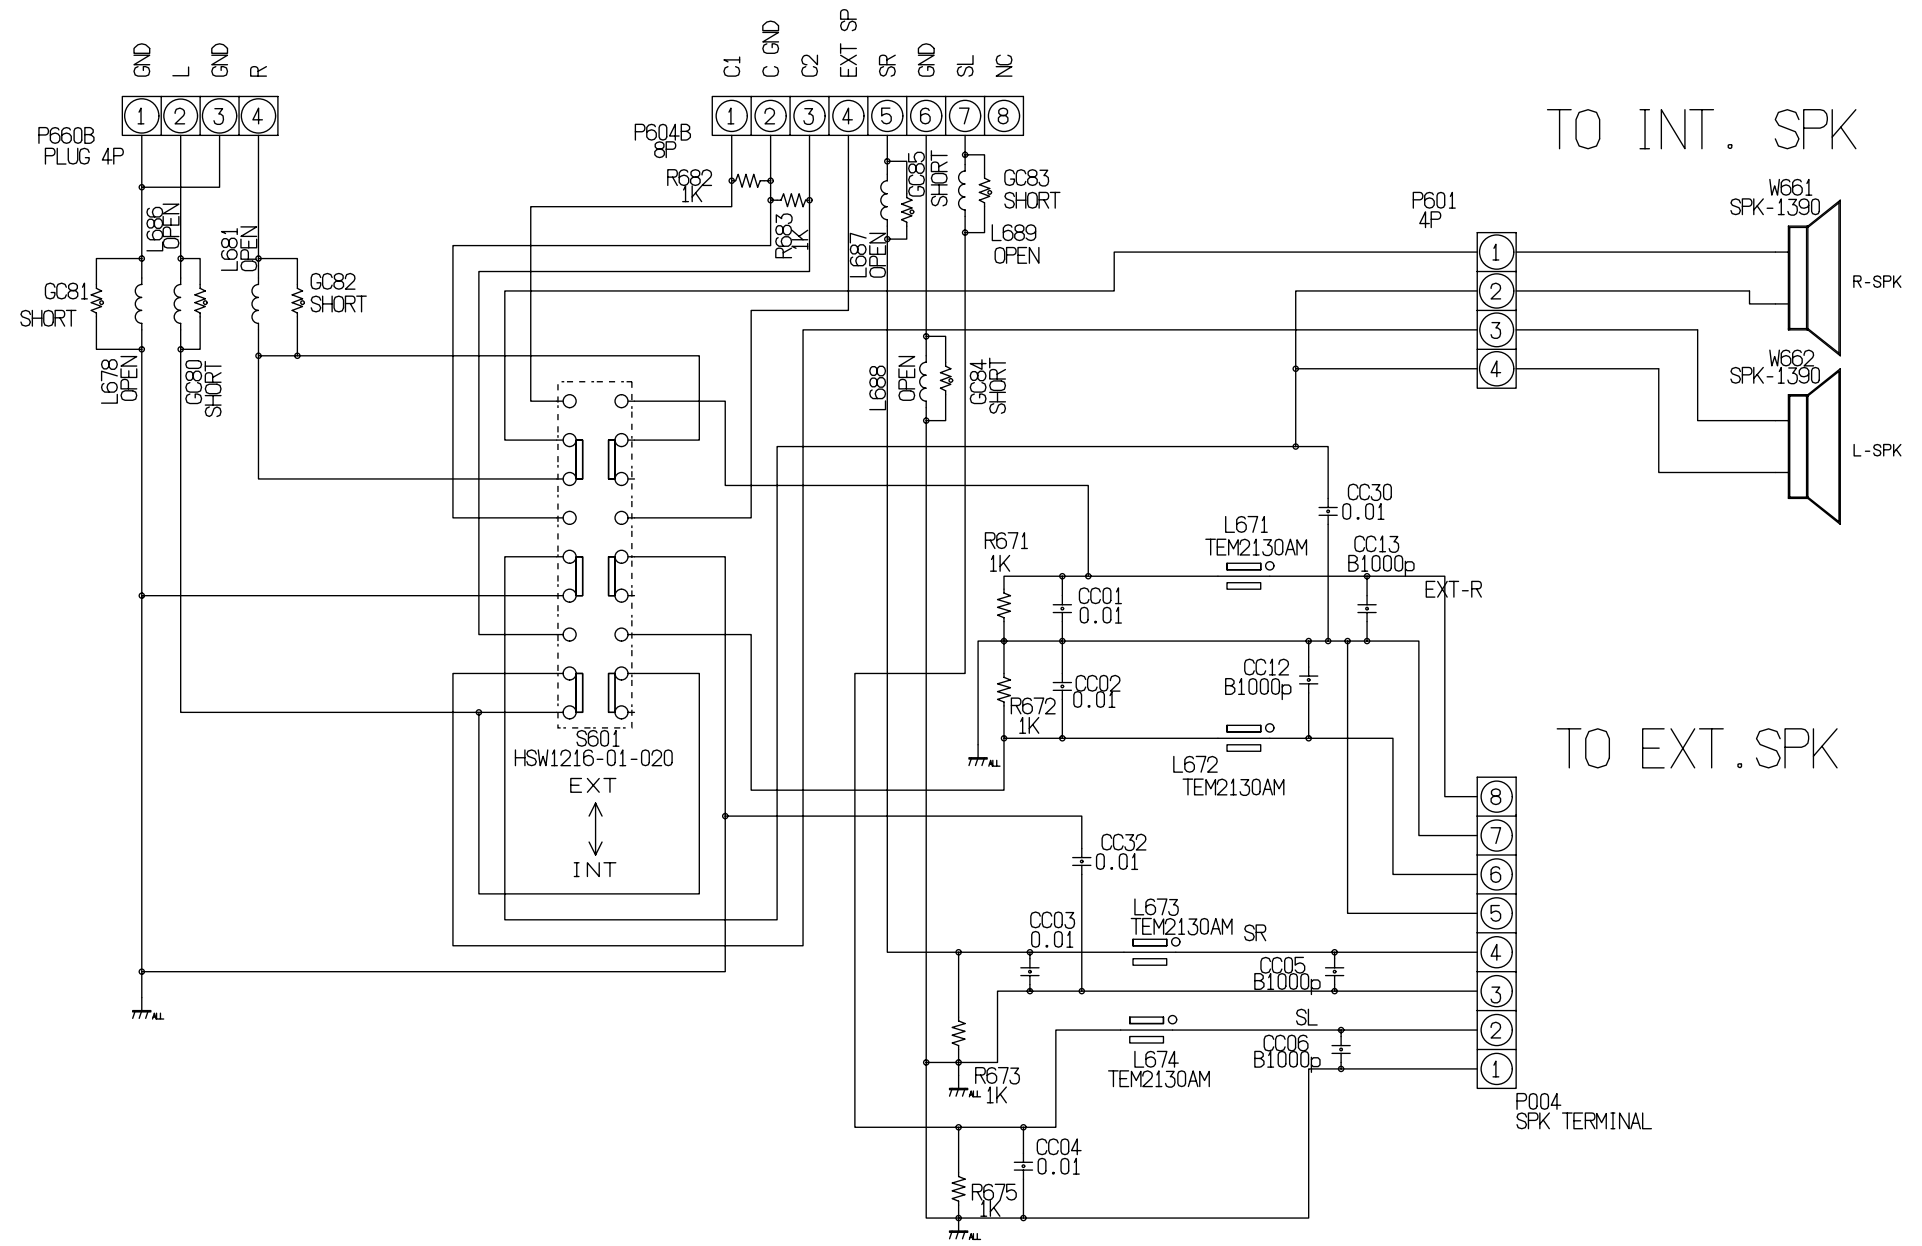 GND
L
GND
R
1
2
3
4
P660B
PLUG 4P
C1
C GND
C2
EXT SP
SR
GND
SL
NC
1
2
3
4
5
6
7
8
P604B
8P
R682
1K
R683
1K
GC85
SHORT
GC83
SHORT
L689
OPEN
L687
OPEN
L686
OPEN
L681
OPEN
GC81
SHORT
GC82
SHORT
L678
OPEN
GC80
SHORT
L688
OPEN
GC84
SHORT
TO INT. SPK
P601
4P
1
2
3
4
W661
SPK-1390
R-SPK
W662
SPK-1390
L-SPK
S601
HSW1216-01-020
EXT
INT
CC30
0.01
R671
1K
L671
TEM2130AM
CC13
B1000p
EXT-R
CC01
0.01
CC02
0.01
CC12
B1000p
R672
1K
ALL
L672
TEM2130AM
TO EXT.SPK
8
7
6
5
4
3
2
1
P004
SPK TERMINAL
CC32
0.01
CC03
0.01
L673
TEM2130AM
SR
CC05
B1000p
SL
CC06
B1000p
L674
TEM2130AM
ALL
R673
1K
ALL
CC04
0.01
R675
1K
ALL